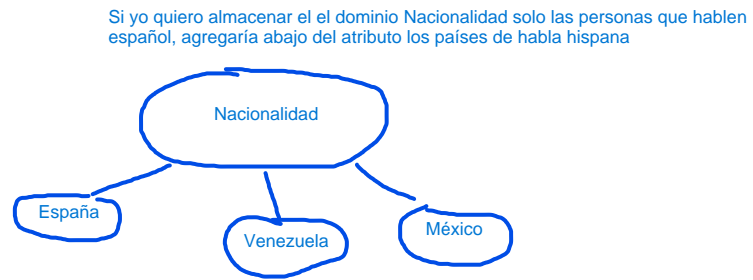 Si yo quiero almacenar el el dominio Nacionalidad solo las personas que hablen
español, agregaría abajo del atributo los países de habla hispana
Nacionalidad
España
Venezuela
México